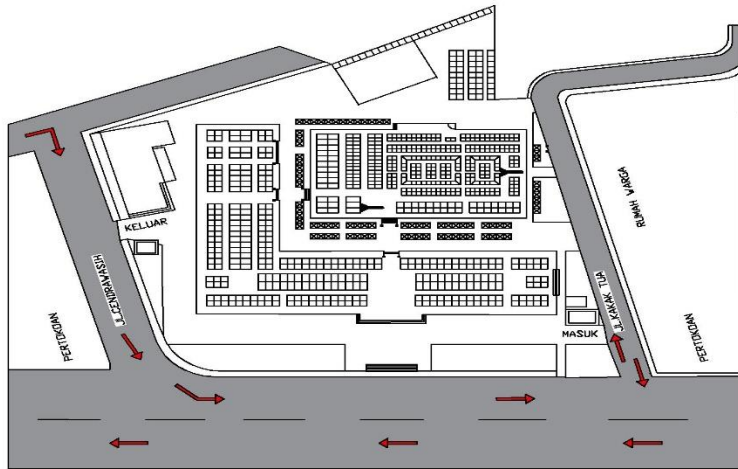 KELUAR
JL.CENDRAWASIH
PERTOKOAN
MASUK
JL.KAKAK TUA
RUMAH WARGA
PERTOKOAN